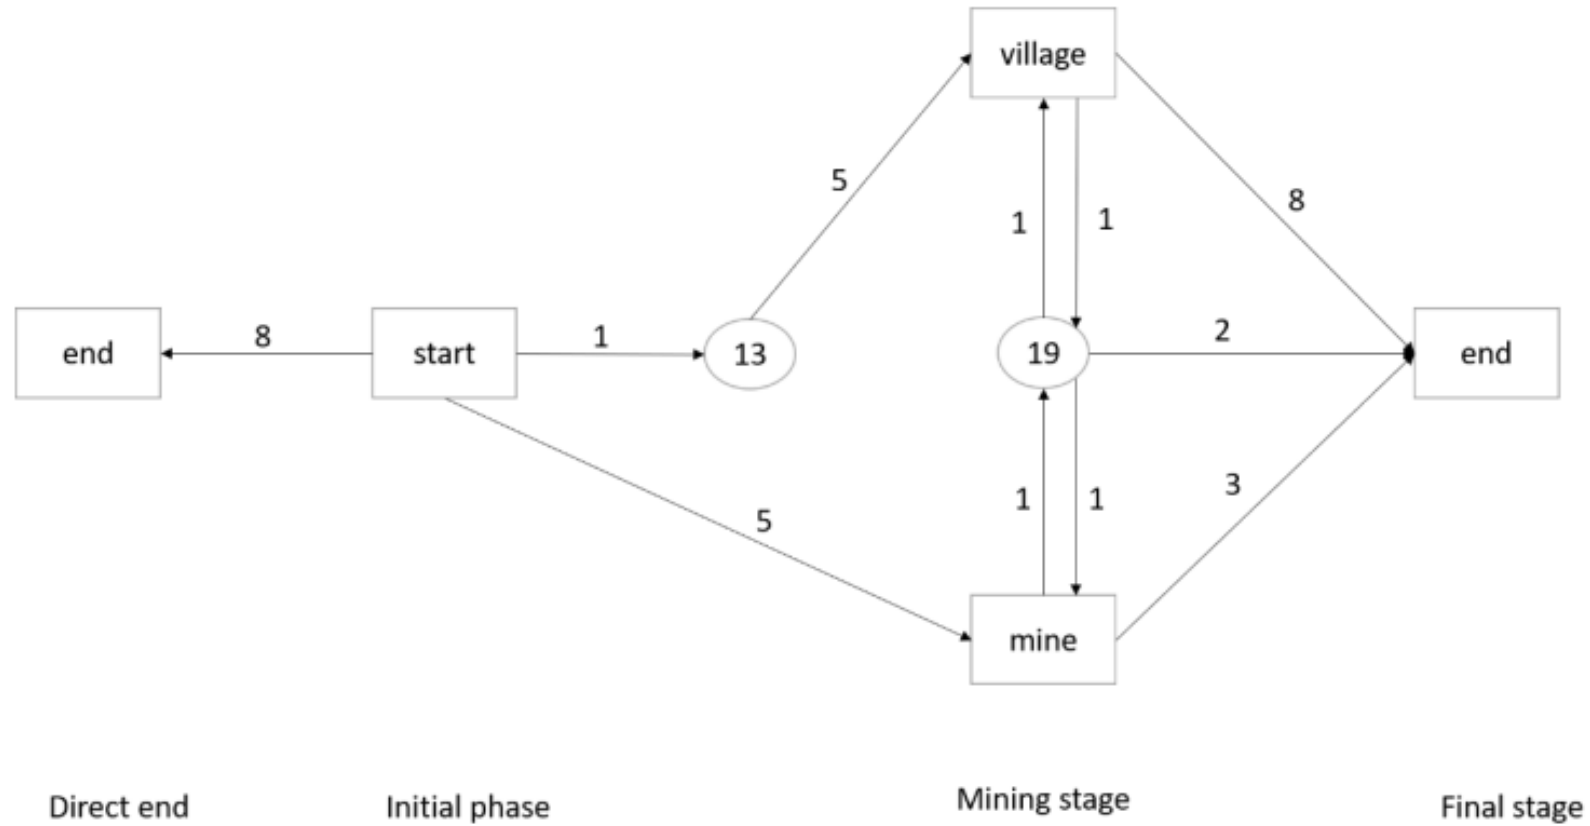 village
5
8
1
1
end
8
start
1
13
19
2
end
5
1
1
3
mine
Direct end
Initial phase
Mining stage
Final stage